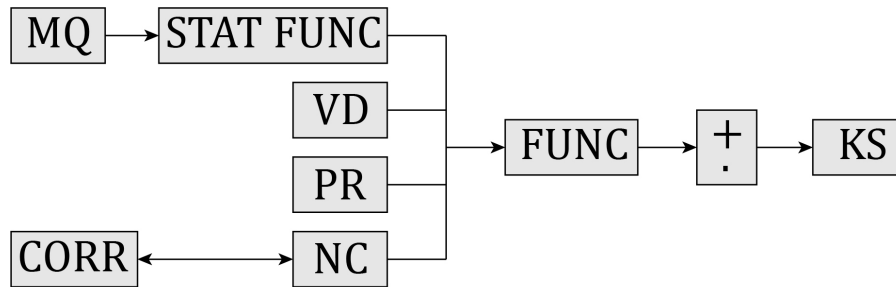 MQ
STAT FUNC
VD
PR
CORR
NC
FUNC
+
·
KS